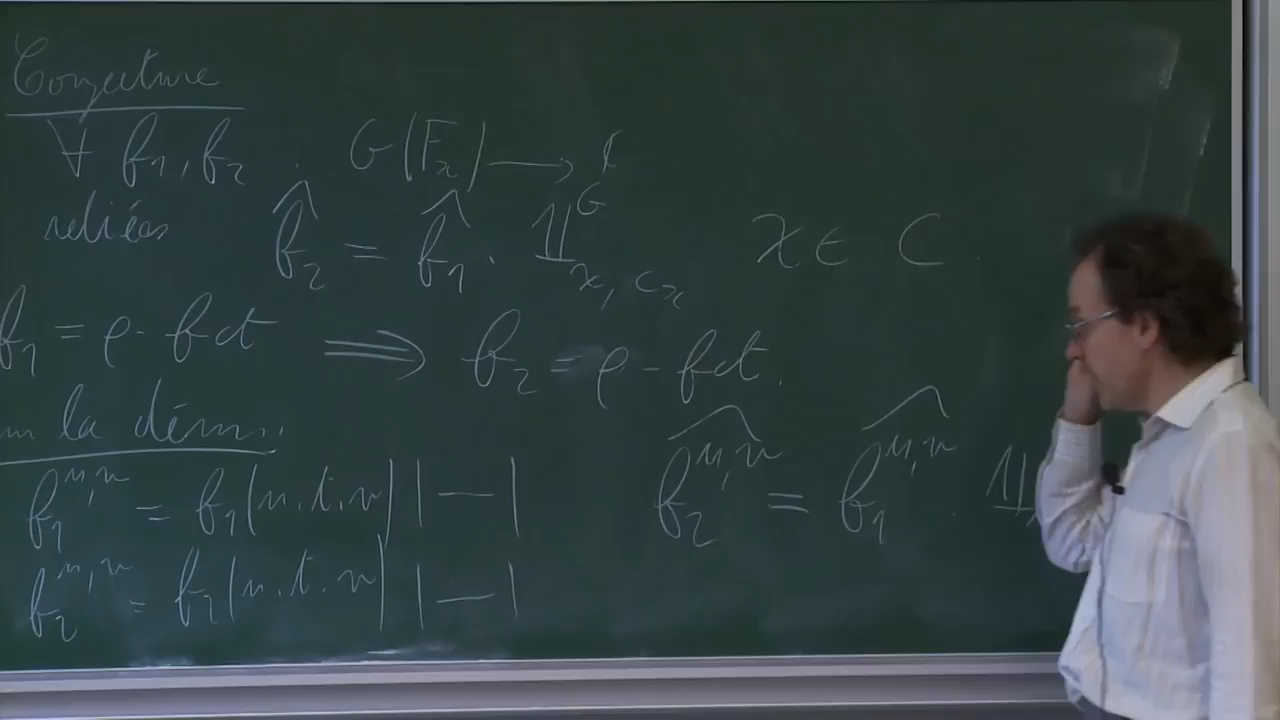 Conjecture
∀ f₁, f₂ : G(Fₓ) ⟶ ℂ
reliées f̂₂ = f̂₁ · 𝟙ᴳ_{x, cₓ} χ ∈ C.
f₁ = ρ-fct ⟹ f₂ = ρ-fct.
la dém.
f₁^{u,v} = f₁(u.t.v) |—|
f̂₂^{u,v} = f̂₁^{u,v} . 𝟙
f₂^{u,v} = f₂(u.t.v) |—|